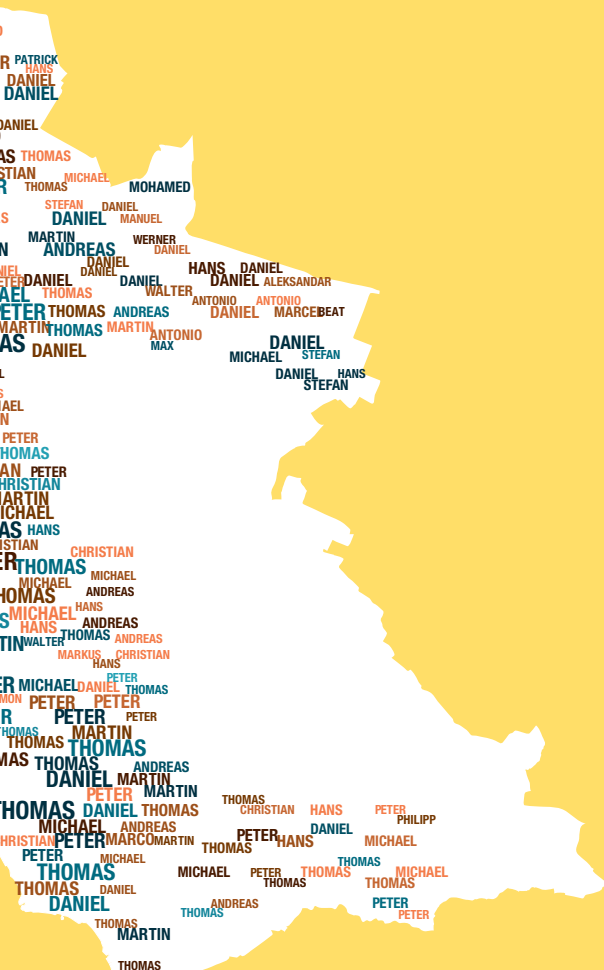 PATRICK
HANS
DANIEL
DANIEL
DANIEL
THOMAS
MICHAEL
THOMAS
MOHAMED
STEFAN DANIEL
DANIEL MANUEL
MARTIN WERNER
ANDREAS DANIEL
DANIEL
DANIEL HANS DANIEL
DANIEL DANIEL DANIEL ALEKSANDAR
THOMAS WALTER
ANTONIO ANTONIO
THOMAS ANDREAS DANIEL MARCEL BEAT
MARTIN THOMAS MARTIN
ANTONIO
DANIEL MAX DANIEL
MICHAEL STEFAN
DANIEL HANS
STEFAN
PETER
PETER
HANS
CHRISTIAN
THOMAS
MICHAEL MICHAEL
ANDREAS
MICHAEL HANS
HANS ANDREAS
WALTER THOMAS ANDREAS
MARKUS CHRISTIAN
HANS
PETER
MICHAEL DANIEL THOMAS
PETER PETER
PETER PETER
MARTIN
THOMAS THOMAS
THOMAS ANDREAS
DANIEL MARTIN
PETER MARTIN
THOMAS
THOMAS DANIEL THOMAS CHRISTIAN HANS PETER
PHILIPP
MICHAEL ANDREAS DANIEL
PETER MARCO MARTIN PETER HANS MICHAEL
THOMAS
PETER MICHAEL THOMAS
THOMAS MICHAEL PETER THOMAS MICHAEL
THOMAS THOMAS
THOMAS DANIEL
DANIEL ANDREAS PETER
THOMAS PETER
THOMAS
MARTIN
THOMAS